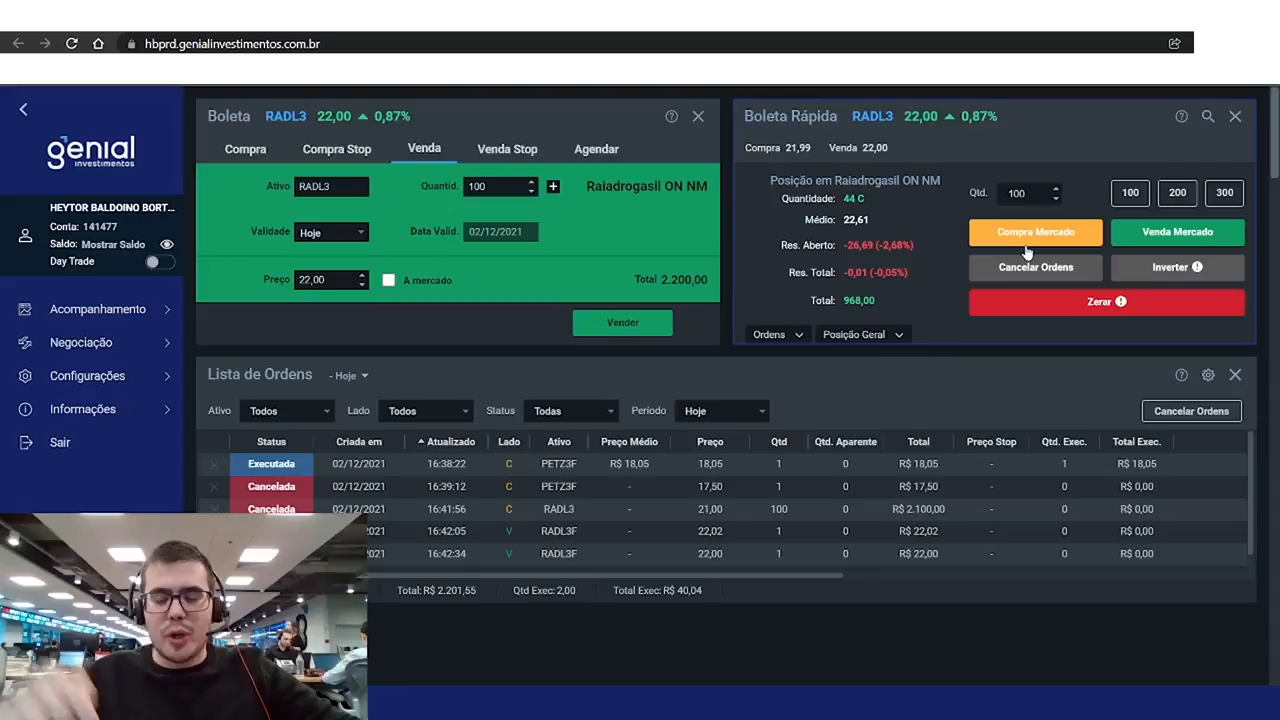 hbprd.genialinvestimentos.com.br
genial
investimentos
HEYTOR BALDOINO BORT...
Conta: 141477
Saldo: Mostrar Saldo
Day Trade
Acompanhamento
Negociação
Configurações
Informações
Sair
Boleta RADL3 22,00 0,87%
Compra Compra Stop Venda Venda Stop Agendar
Ativo RADL3 Quantid. 100 Raiadrogasil ON NM
Validade Hoje Data Valid. 02/12/2021
Preço 22,00 A mercado Total 2.200,00
Vender
Boleta Rápida RADL3 22,00 0,87%
Compra 21,99 Venda 22,00
Posição em Raiadrogasil ON NM
Quantidade: 44 C
Médio: 22,61
Res. Aberto: -26,69 (-2,68%)
Res. Total: -0,01 (-0,05%)
Total: 968,00
Qtd. 100 100 200 300
Compra Mercado Venda Mercado
Cancelar Ordens Inverter
Zerar
Ordens Posição Geral
Lista de Ordens - Hoje
Ativo Todos Lado Todos Status Todas Período Hoje Cancelar Ordens
Status Criada em Atualizado Lado Ativo Preço Médio Preço Qtd Qtd. Aparente Total Preço Stop Qtd. Exec. Total Exec.
Executada 02/12/2021 16:38:22 C PETZ3F R$ 18,05 18,05 1 0 R$ 18,05 - 1 R$ 18,05
Cancelada 02/12/2021 16:39:12 C PETZ3F - 17,50 1 0 R$ 17,50 - 0 R$ 0,00
Cancelada 02/12/2021 16:41:56 C RADL3 - 21,00 100 0 R$ 2.100,00 - 0 R$ 0,00
021 16:42:05 V RADL3F - 22,02 1 0 R$ 22,02 - 0 R$ 0,00
021 16:42:34 V RADL3F - 22,00 1 0 R$ 22,00 - 0 R$ 0,00
Total: R$ 2.201,55 Qtd Exec: 2,00 Total Exec: R$ 40,04